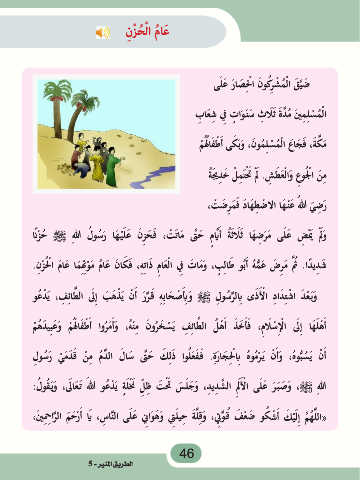 عَامُ الْحُزْنِ
ضَيَّقَ الْمُشْرِكُونَ الْحِصَارَ عَلَى
الْمُسْلِمِينَ مُدَّةَ ثَلَاثِ سَنَوَاتٍ فِي شِعَابِ
مَكَّةَ، فَجَاعَ الْمُسْلِمُونَ، وَبَكَى أَطْفَالُهُمْ
مِنَ الْجُوعِ وَالْعَطَشِ. لَمْ تَحْتَمِلْ خَدِيجَةُ
رَضِيَ اللهُ عَنْهَا الِاضْطِهَادَ فَمَرِضَتْ،
وَلَمْ يَمْضِ عَلَى مَرَضِهَا ثَلَاثَةُ أَيَّامٍ حَتَّى مَاتَتْ، فَحَزِنَ عَلَيْهَا رَسُولُ اللهِ ﷺ حُزْنًا
شَدِيدًا. ثُمَّ مَرِضَ عَمُّهُ أَبُو طَالِبٍ، وَمَاتَ فِي الْعَامِ ذَاتِهِ، فَكَانَ عَامُ مَوْتِهِمَا عَامَ الْحُزْنِ.
وَبَعْدَ اشْتِدَادِ الْأَذَى بِالرَّسُولِ ﷺ وَبِأَصْحَابِهِ قَرَّرَ أَنْ يَذْهَبَ إِلَى الطَّائِفِ، يَدْعُو
أَهْلَهَا إِلَى الْإِسْلَامِ، فَأَخَذَ أَهْلُ الطَّائِفِ يَسْخَرُونَ مِنْهُ، وَأَمَرُوا أَطْفَالَهُمْ وَعَبِيدَهُمْ
أَنْ يَسُبُّوهُ، وَأَنْ يَرْمُوهُ بِالْحِجَارَةِ. فَفَعَلُوا ذَلِكَ حَتَّى سَالَ الدَّمُ مِنْ قَدَمَيْ رَسُولِ
اللهِ ﷺ، وَصَبَرَ عَلَى الْأَلَمِ الشَّدِيدِ، وَجَلَسَ تَحْتَ ظِلِّ نَخْلَةٍ يَدْعُو اللهَ تَعَالَى، وَيَقُولُ:
«اللَّهُمَّ إِلَيْكَ أَشْكُو ضَعْفَ قُوَّتِي، وَقِلَّةَ حِيلَتِي وَهَوَانِي عَلَى النَّاسِ، يَا أَرْحَمَ الرَّاحِمِينَ،
46
الطريق المنير - 5